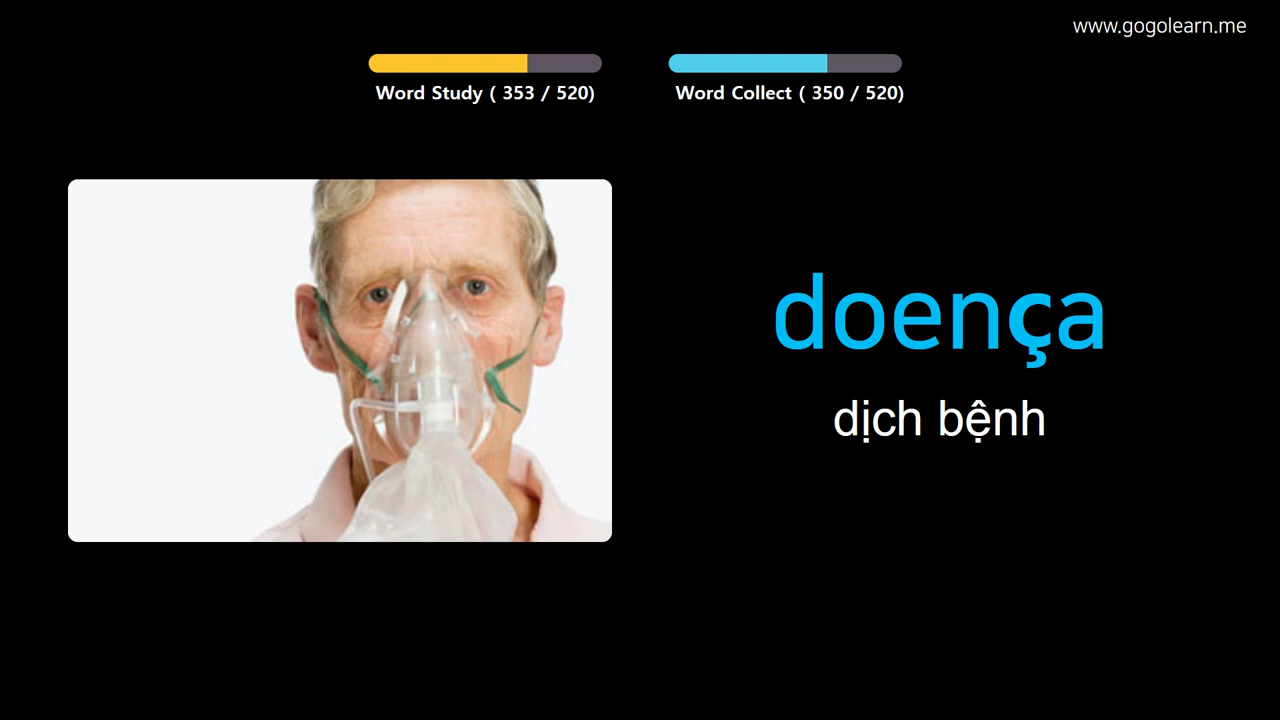 www.gogolearn.me
Word Study ( 353 / 520)
Word Collect ( 350 / 520)
doença
dịch bệnh